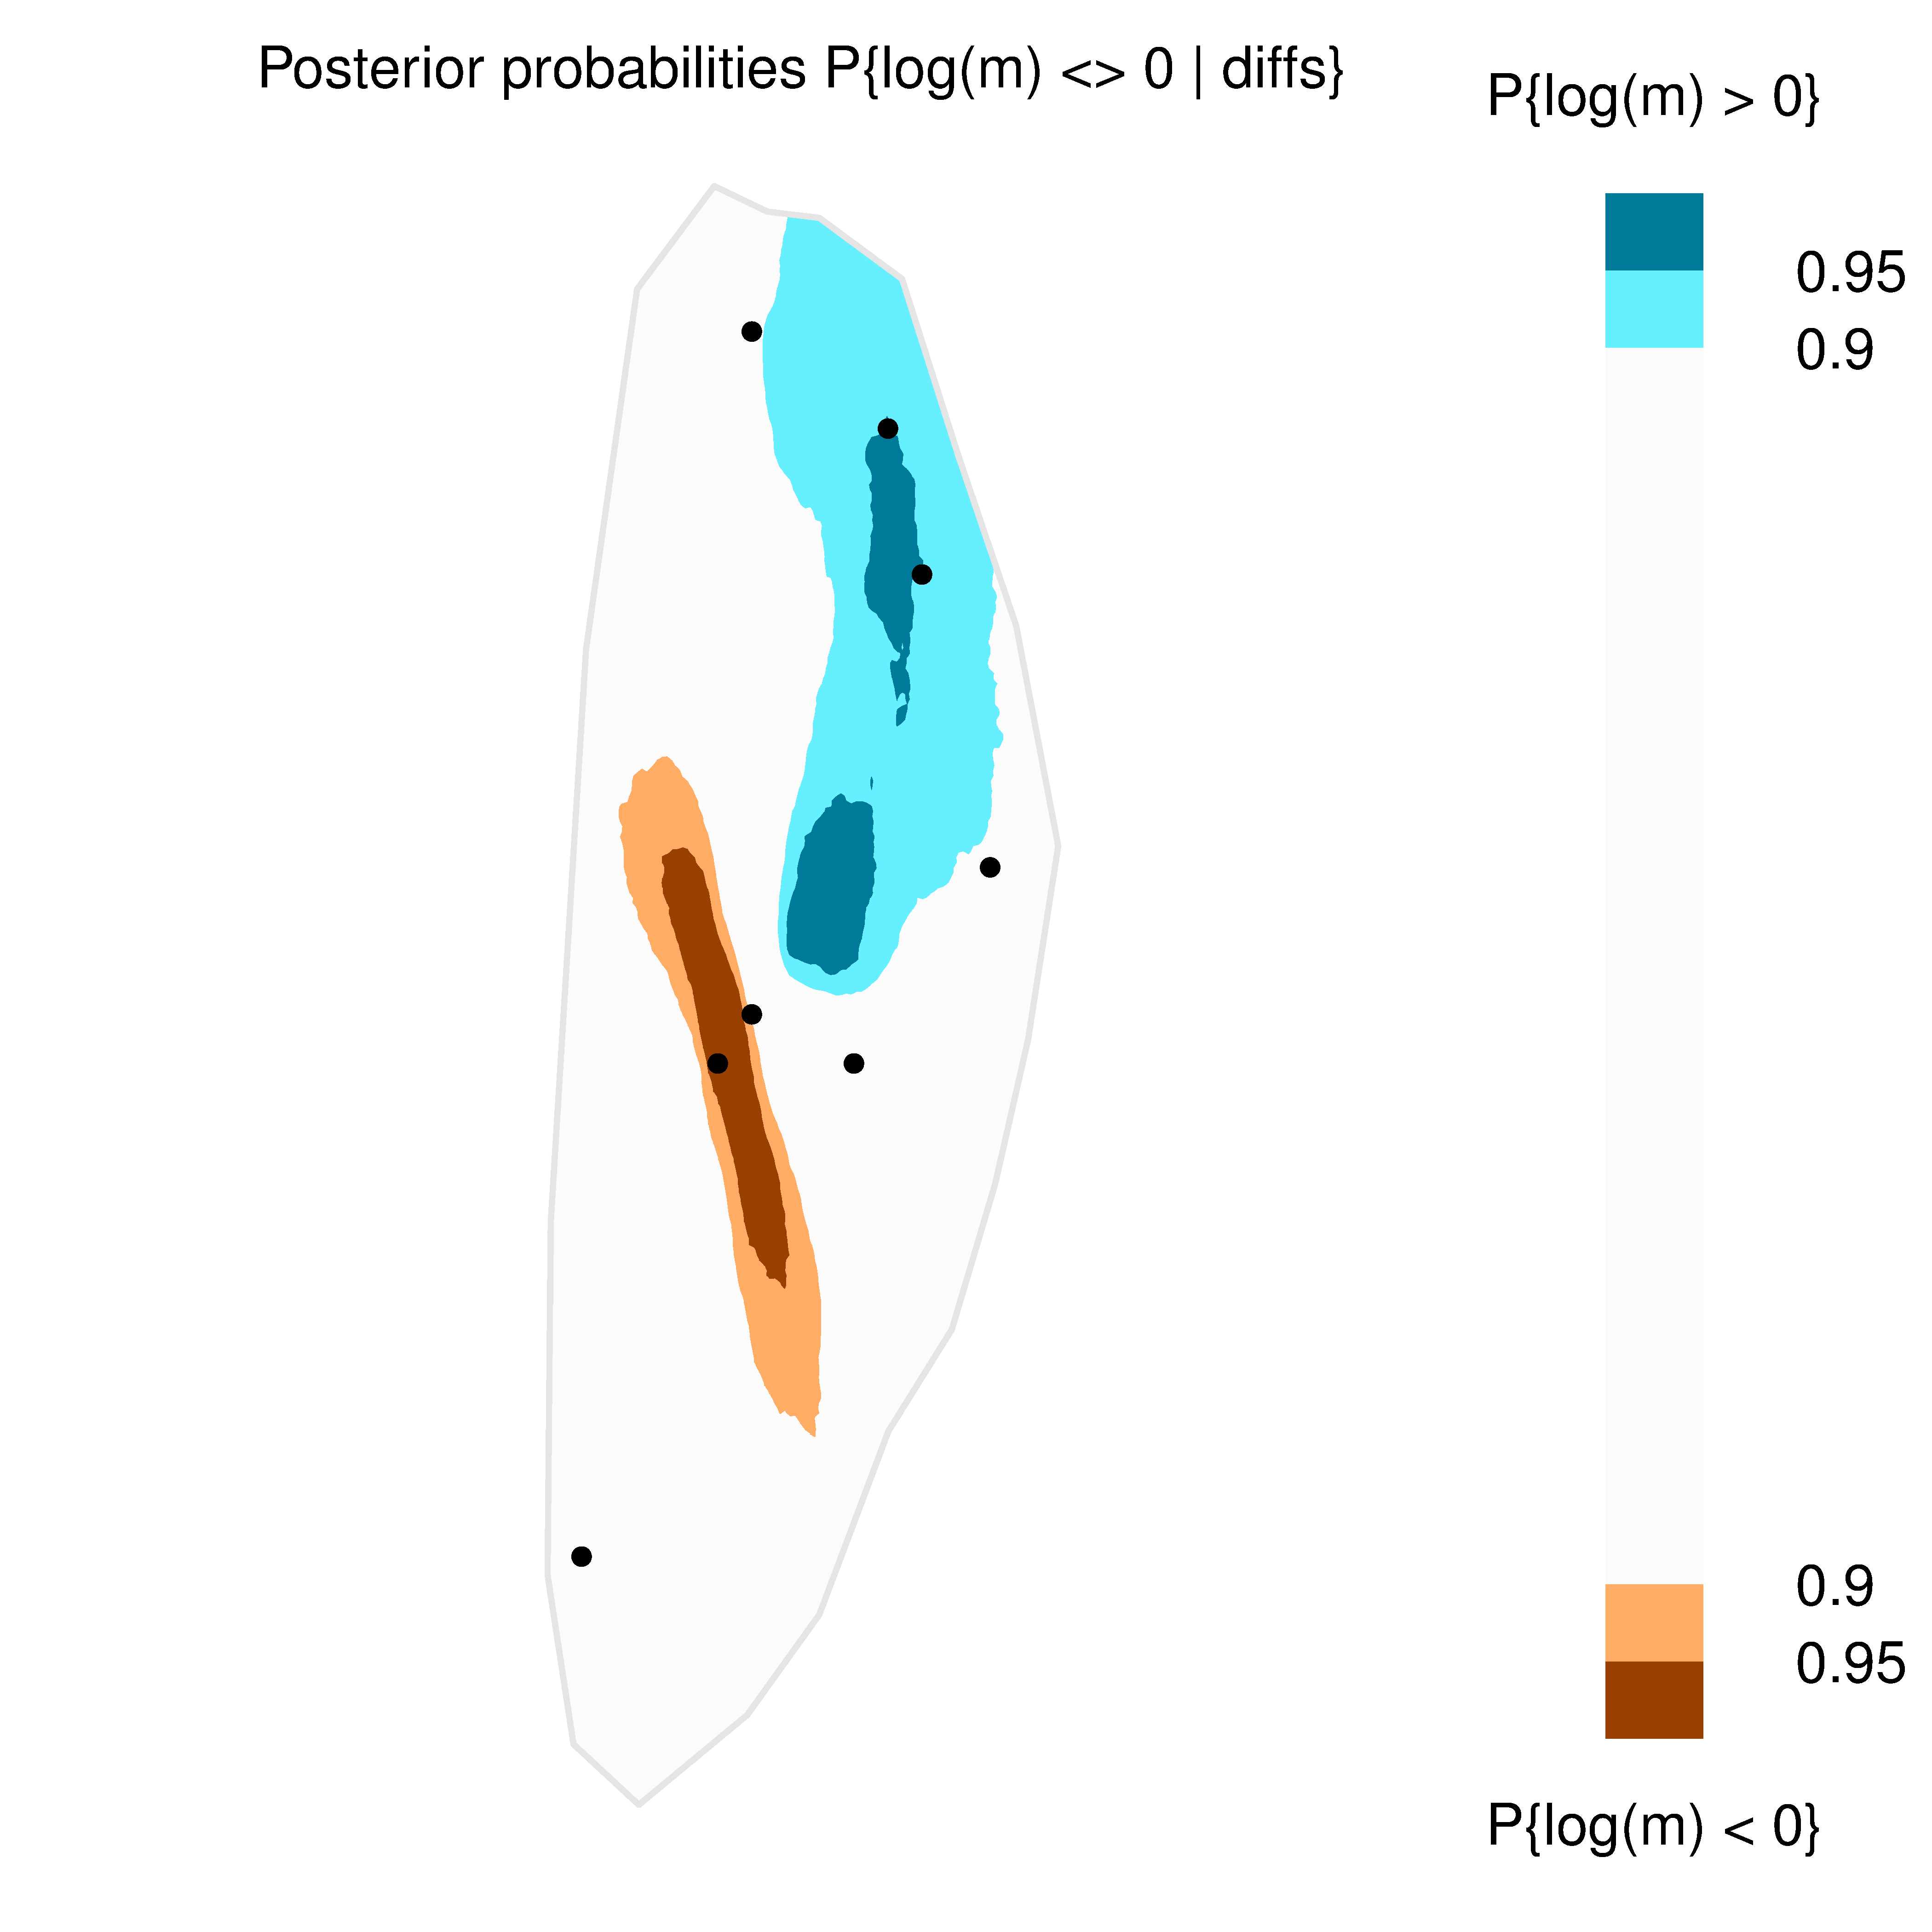 Posterior probabilities P{log(m) <> 0 | diffs}
P{log(m) > 0}
0.95
0.9
0.9
0.95
P{log(m) < 0}